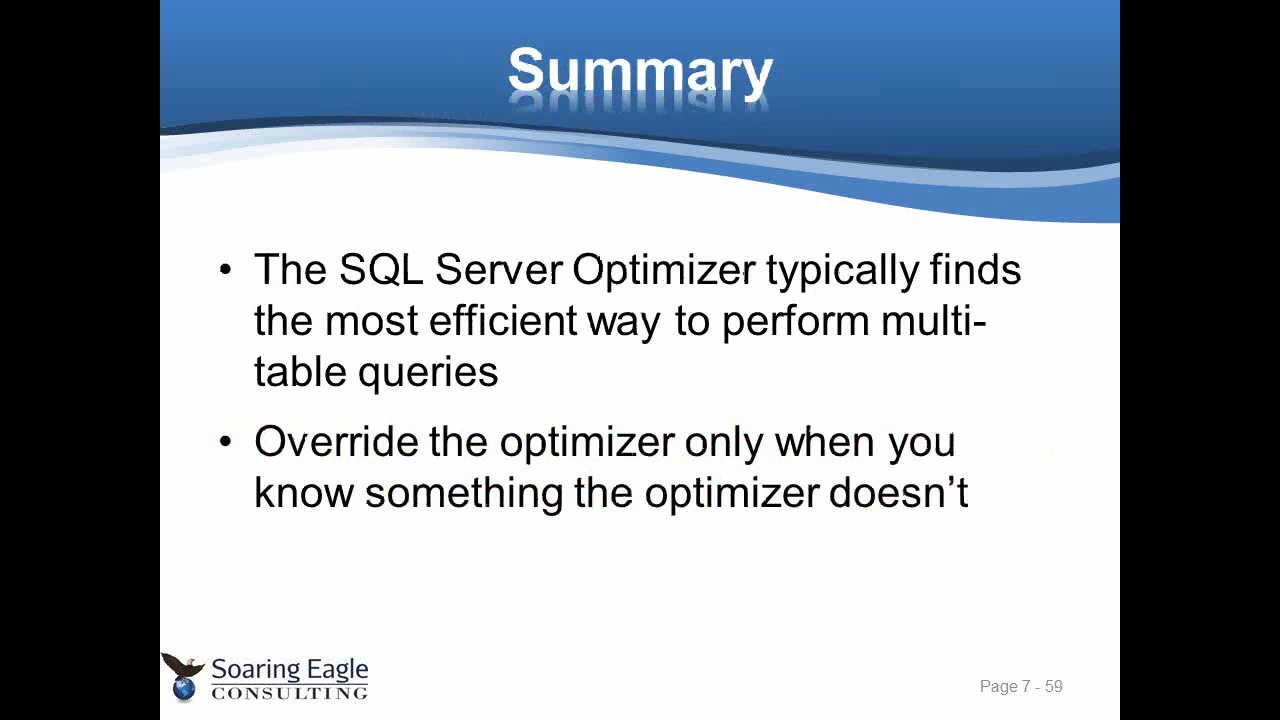 Summary
• The SQL Server Optimizer typically finds
the most efficient way to perform multi-
table queries
• Override the optimizer only when you
know something the optimizer doesn’t
Soaring Eagle
CONSULTING
Page 7 - 59